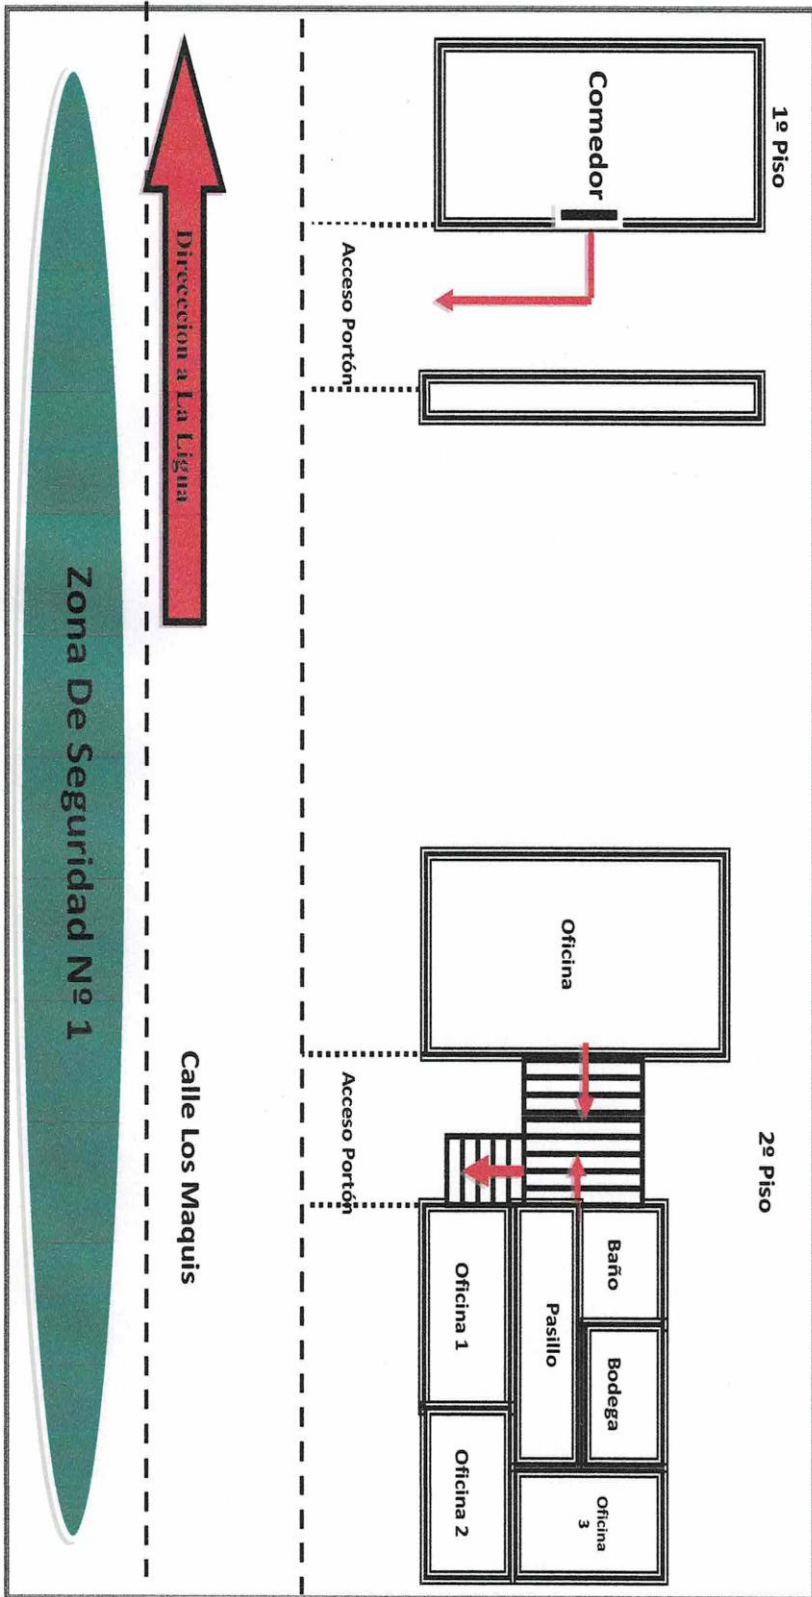 1º Piso
2º Piso
Comedor
Oficina
Baño
Bodega
Pasillo
Oficina 3
Oficina 1
Oficina 2
Acceso Portón
Acceso Portón
Direccion a La Ligua
Calle Los Maquis
Zona De Seguridad Nº 1